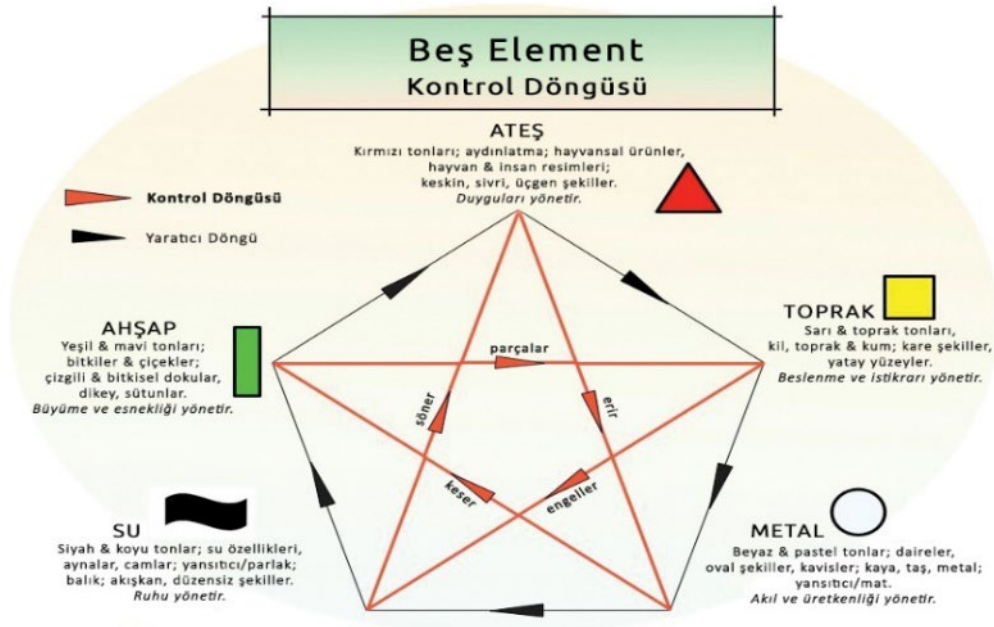 Beş Element
Kontrol Döngüsü
ATEŞ
Kırmızı tonları; aydınlatma; hayvansal ürünler,
hayvan & insan resimleri;
keskin, sivri, üçgen şekiller.
Duyguları yönetir.
Kontrol Döngüsü
Yaratıcı Döngü
TOPRAK
Sarı & toprak tonları,
kil, toprak & kum; kare şekiller,
yatay yüzeyler.
Beslenme ve istikrarı yönetir.
AHŞAP
Yeşil & mavi tonları;
bitkiler & çiçekler;
çizgili & bitkisel dokular,
dikey, sütunlar.
Büyüme ve esnekliği yönetir.
parçalar
söner
erir
keser
engeller
SU
Siyah & koyu tonlar; su özellikleri,
aynalar, camlar; yansıtıcı/parlak;
balık; akışkan, düzensiz şekiller.
Ruhu yönetir.
METAL
Beyaz & pastel tonlar; daireler,
oval şekiller, kavisler; kaya, taş, metal;
yansıtıcı/mat.
Akıl ve üretkenliği yönetir.